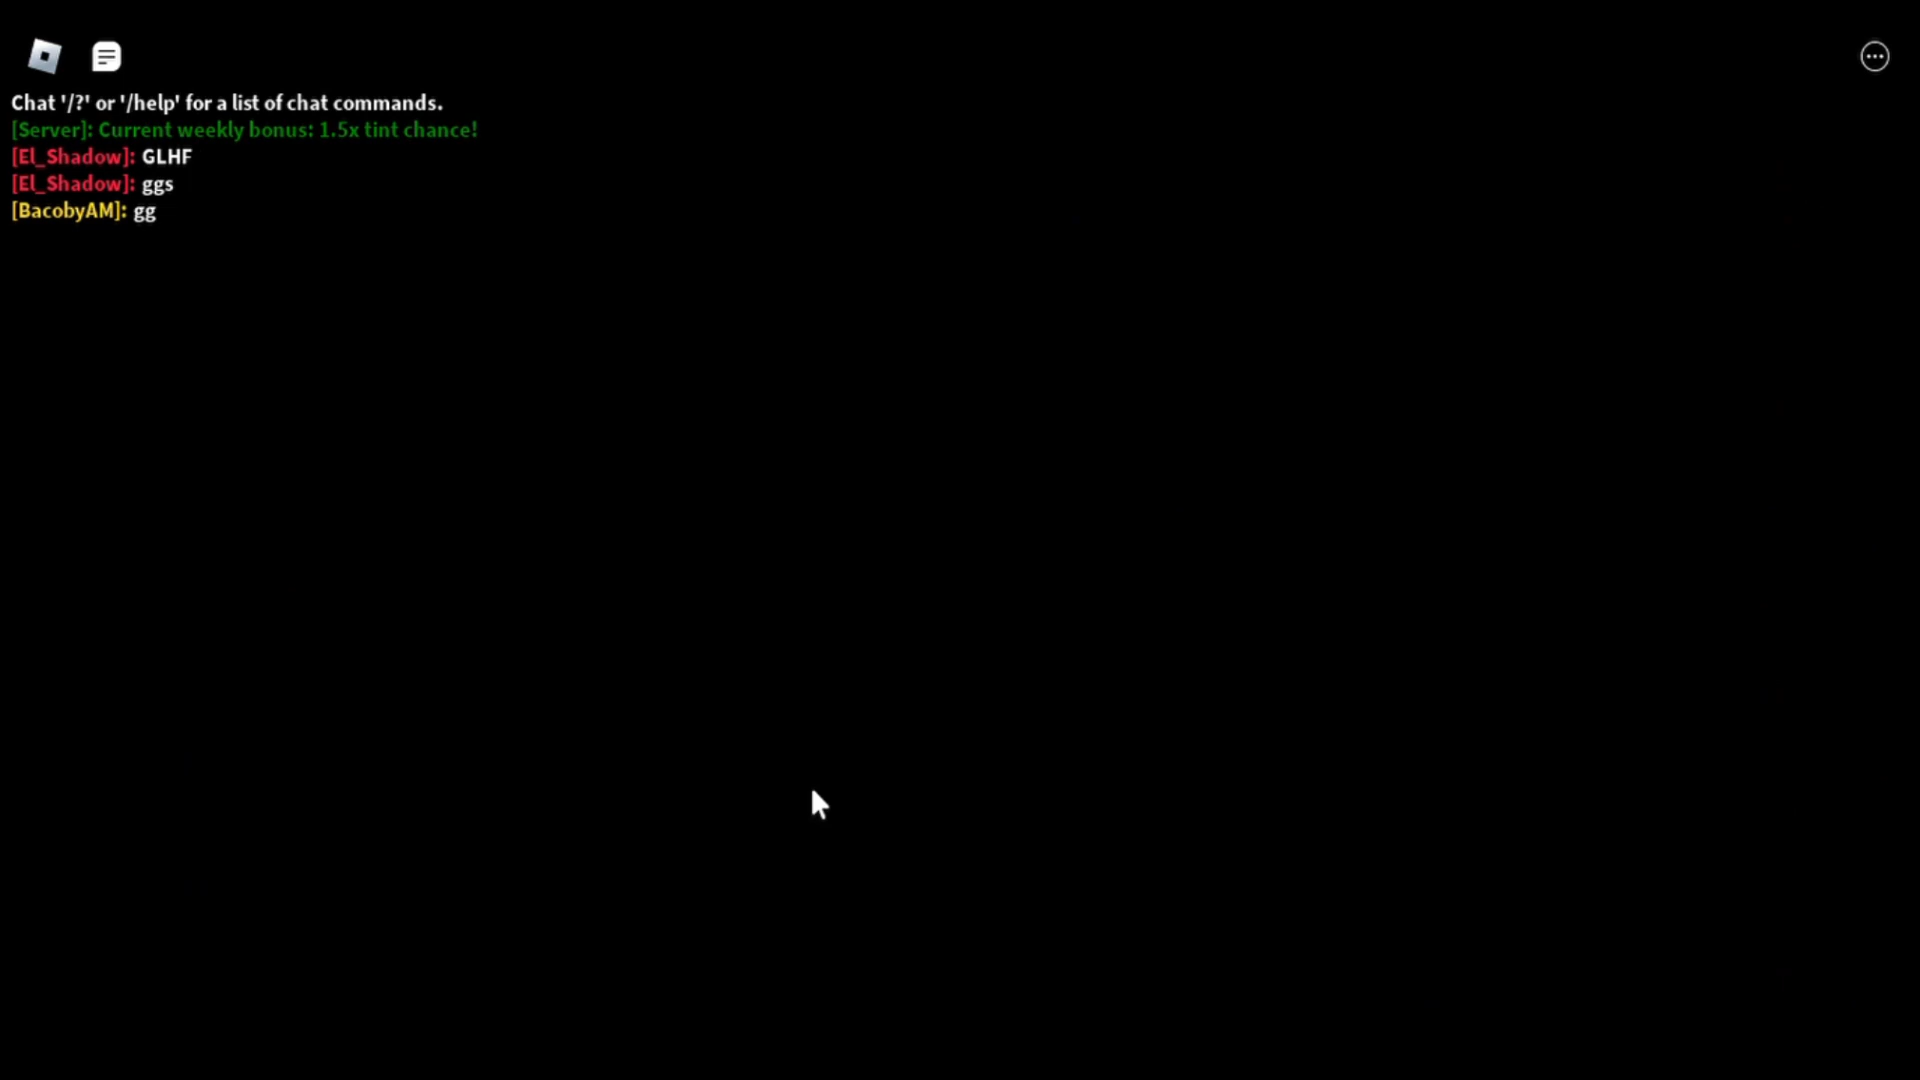 Chat '/?' or '/help' for a list of chat commands.
[Server]: Current weekly bonus: 1.5x tint chance!
[El_Shadow]: GLHF
[El_Shadow]: ggs
[BacobyAM]: gg